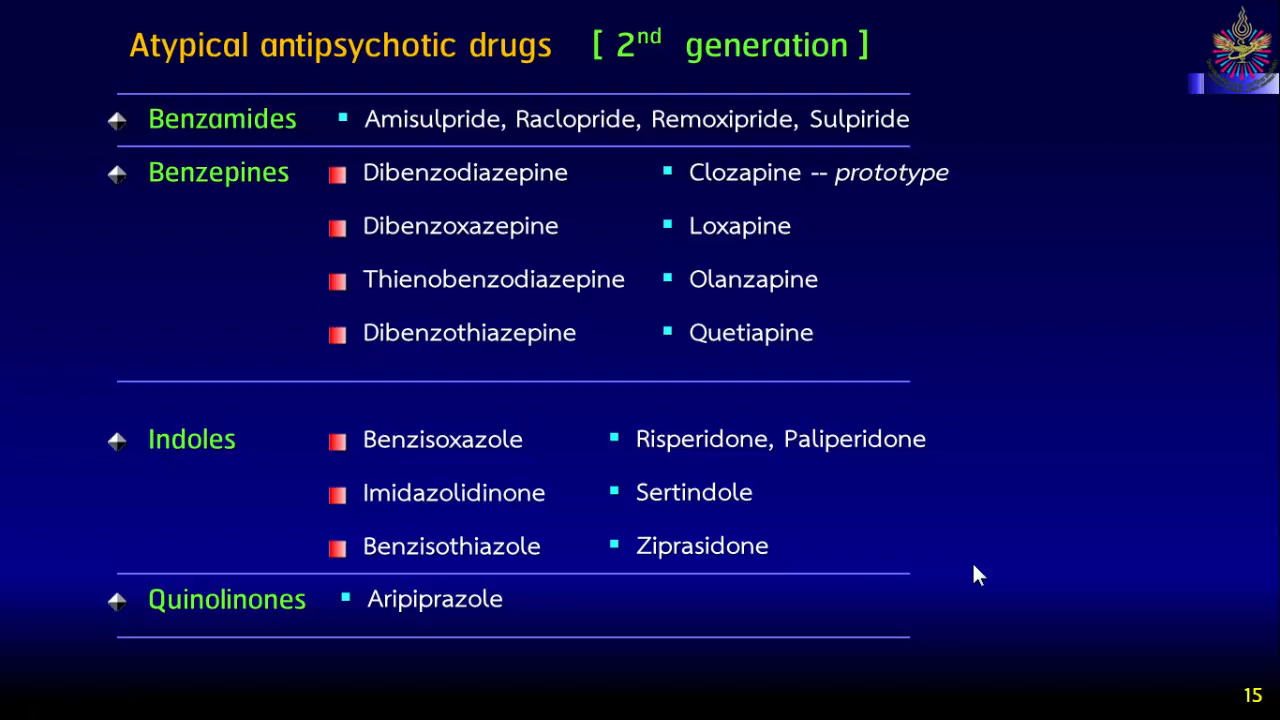 Atypical antipsychotic drugs [ 2nd generation ]
Benzamides Amisulpride, Raclopride, Remoxipride, Sulpiride
Benzepines Dibenzodiazepine Clozapine -- prototype
Dibenzoxazepine Loxapine
Thienobenzodiazepine Olanzapine
Dibenzothiazepine Quetiapine
Indoles Benzisoxazole Risperidone, Paliperidone
Imidazolidinone Sertindole
Benzisothiazole Ziprasidone
Quinolinones Aripiprazole
15